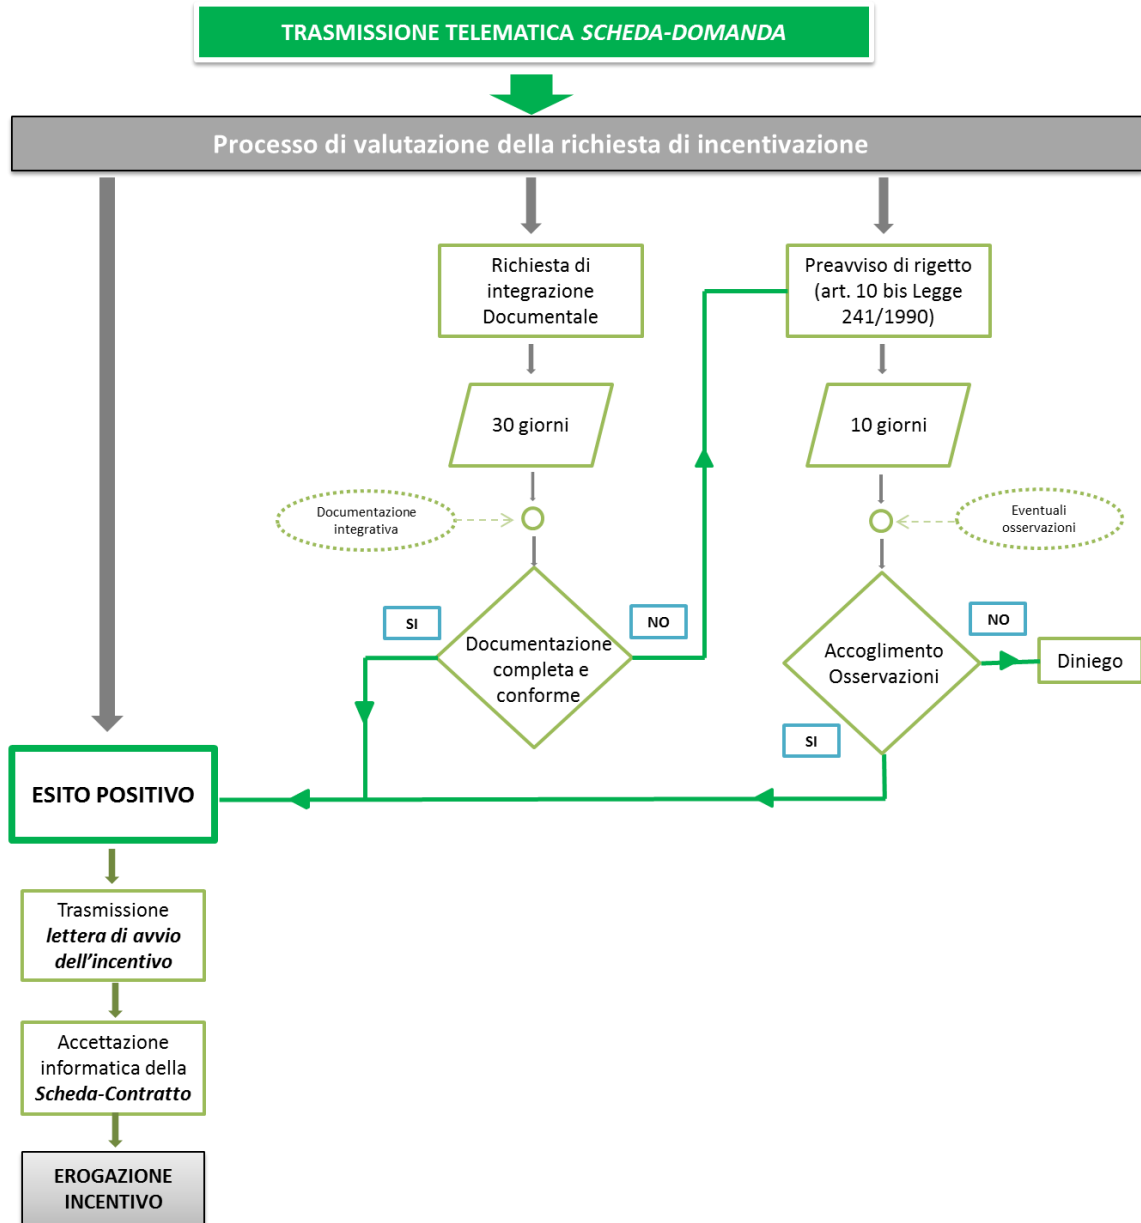 TRASMISSIONE TELEMATICA SCHEDA-DOMANDA
Processo di valutazione della richiesta di incentivazione
Richiesta di
integrazione
Documentale
Preavviso di rigetto
(art. 10 bis Legge
241/1990)
30 giorni
10 giorni
Documentazione
integrativa
Eventuali
osservazioni
SI
NO
Documentazione
completa e
conforme
NO
Accoglimento
Osservazioni
Diniego
SI
ESITO POSITIVO
Trasmissione
lettera di avvio
dell’incentivo
Accettazione
informatica della
Scheda-Contratto
EROGAZIONE
INCENTIVO